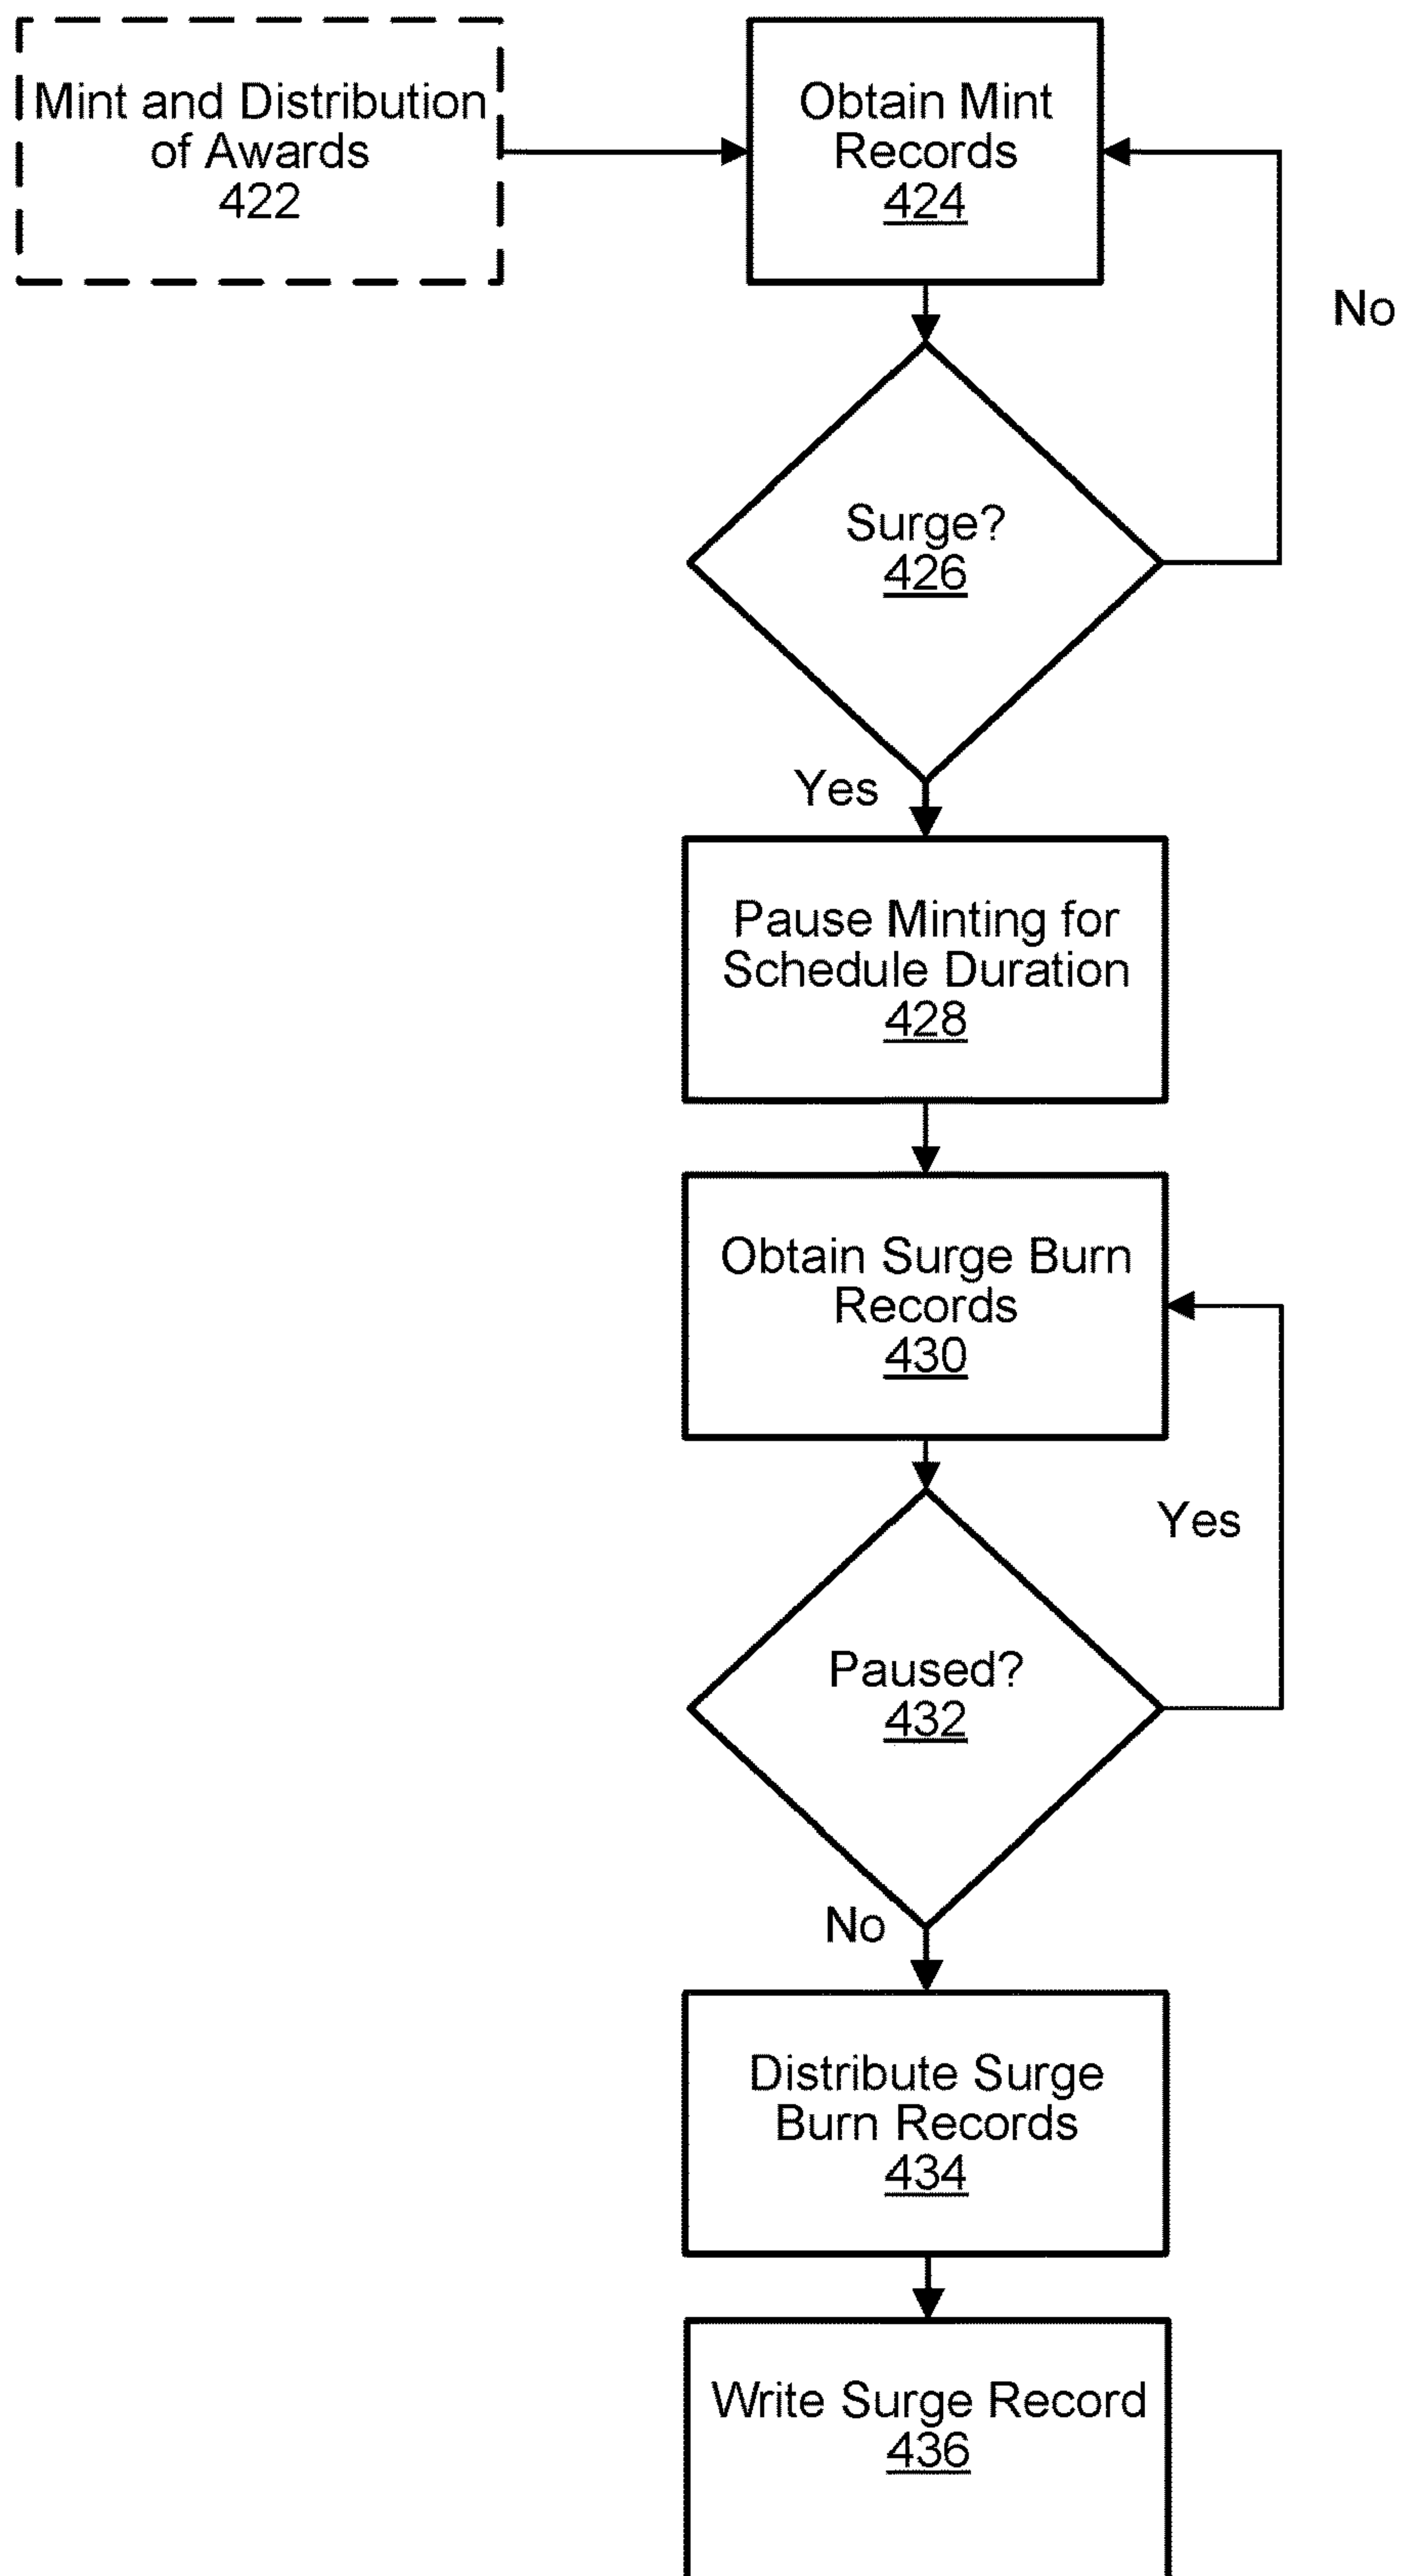 Mint and Distribution
of Awards
422
Obtain Mint
Records
424
No
Surge?
426
Yes
Pause Minting for
Schedule Duration
428
Obtain Surge Burn
Records
430
Yes
Paused?
432
No
Distribute Surge
Burn Records
434
Write Surge Record
436